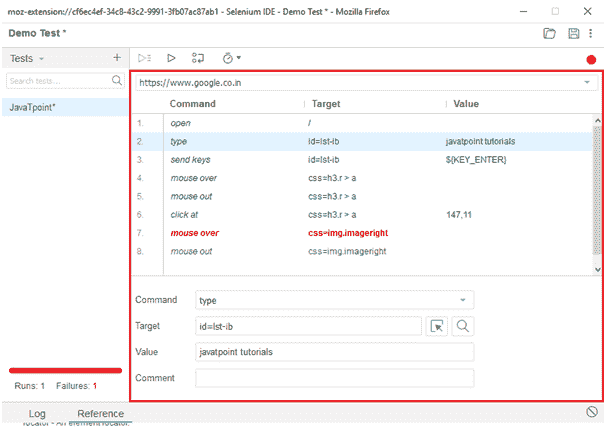 moz-extension://cf6ec4ef-34c8-43c2-9991-3fb07ac87ab1 - Selenium IDE - Demo Test * - Mozilla Firefox
Demo Test *
Tests
Search tests...
JavaTpoint*
https://www.google.co.in
Command Target Value
1. open /
2. type id=lst-ib javatpoint tutorials
3. send keys id=lst-ib ${KEY_ENTER}
4. mouse over css=h3.r > a
5. mouse out css=h3.r > a
6. click at css=h3.r > a 147,11
7. mouse over css=img.imageright
8. mouse out css=img.imageright
Command type
Target id=lst-ib
Value javatpoint tutorials
Comment
Runs: 1 Failures: 1
Log Reference
locator - An element locator.